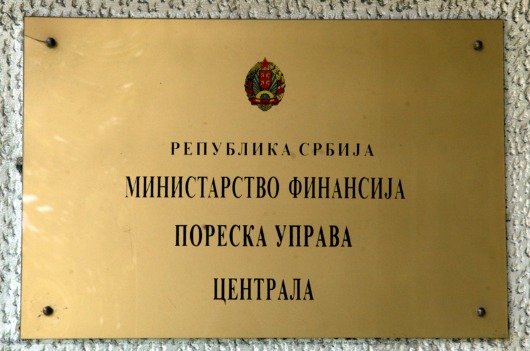 РЕПУБЛИКА СРБИЈА
МИНИСТАРСТВО ФИНАНСИЈА
ПОРЕСКА УПРАВА
ЦЕНТРАЛА